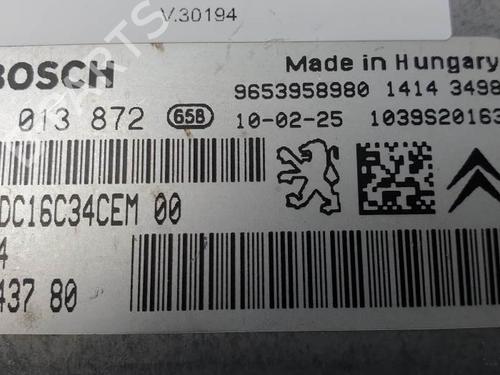 V.30194
BOSCH
Made in Hungary
9653958980 1414 3498
013 872 658 10-02-25 1039S20163
DC16C34CEM 00
4
437 80
PARTS